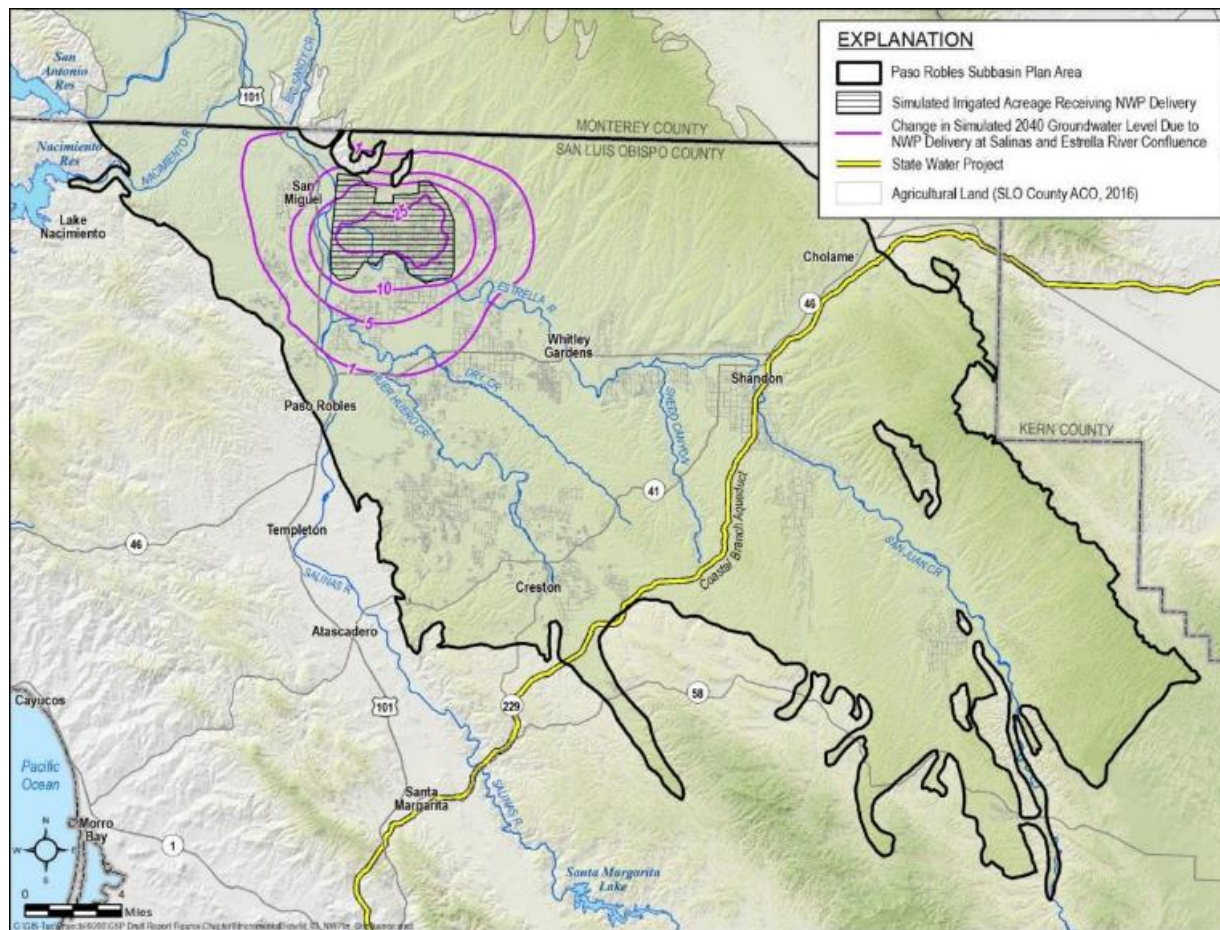 EXPLANATION
Paso Robles Subbasin Plan Area
Simulated Irrigated Acreage Receiving NWP Delivery
Change in Simulated 2040 Groundwater Level Due to
NWP Delivery at Salinas and Estrella River Confluence
State Water Project
Agricultural Land (SLO County ACO, 2016)
San
Antonio
Res
BIG SANDY CR
101
NACIMIENTO R
MONTEREY COUNTY
SAN LUIS OBISPO COUNTY
Nacimiento
Res
Lake
Nacimiento
San
Miguel
1
25
10
5
1
ESTRELLA R
Cholame
46
Whitley
Gardens
Shandon
DRY CR
HUER HUERO CR
SHEDD CANYON
Paso Robles
KERN COUNTY
41
Coastal Branch Aqueduct
SAN JUAN CR
46
Templeton
SALINAS R
Creston
Atascadero
58
229
101
Cayucos
Pacific
Ocean
Santa
Margarita
SALINAS R
Morro
Bay
1
Santa Margarita
Lake
N
W
E
S
0
4
Miles